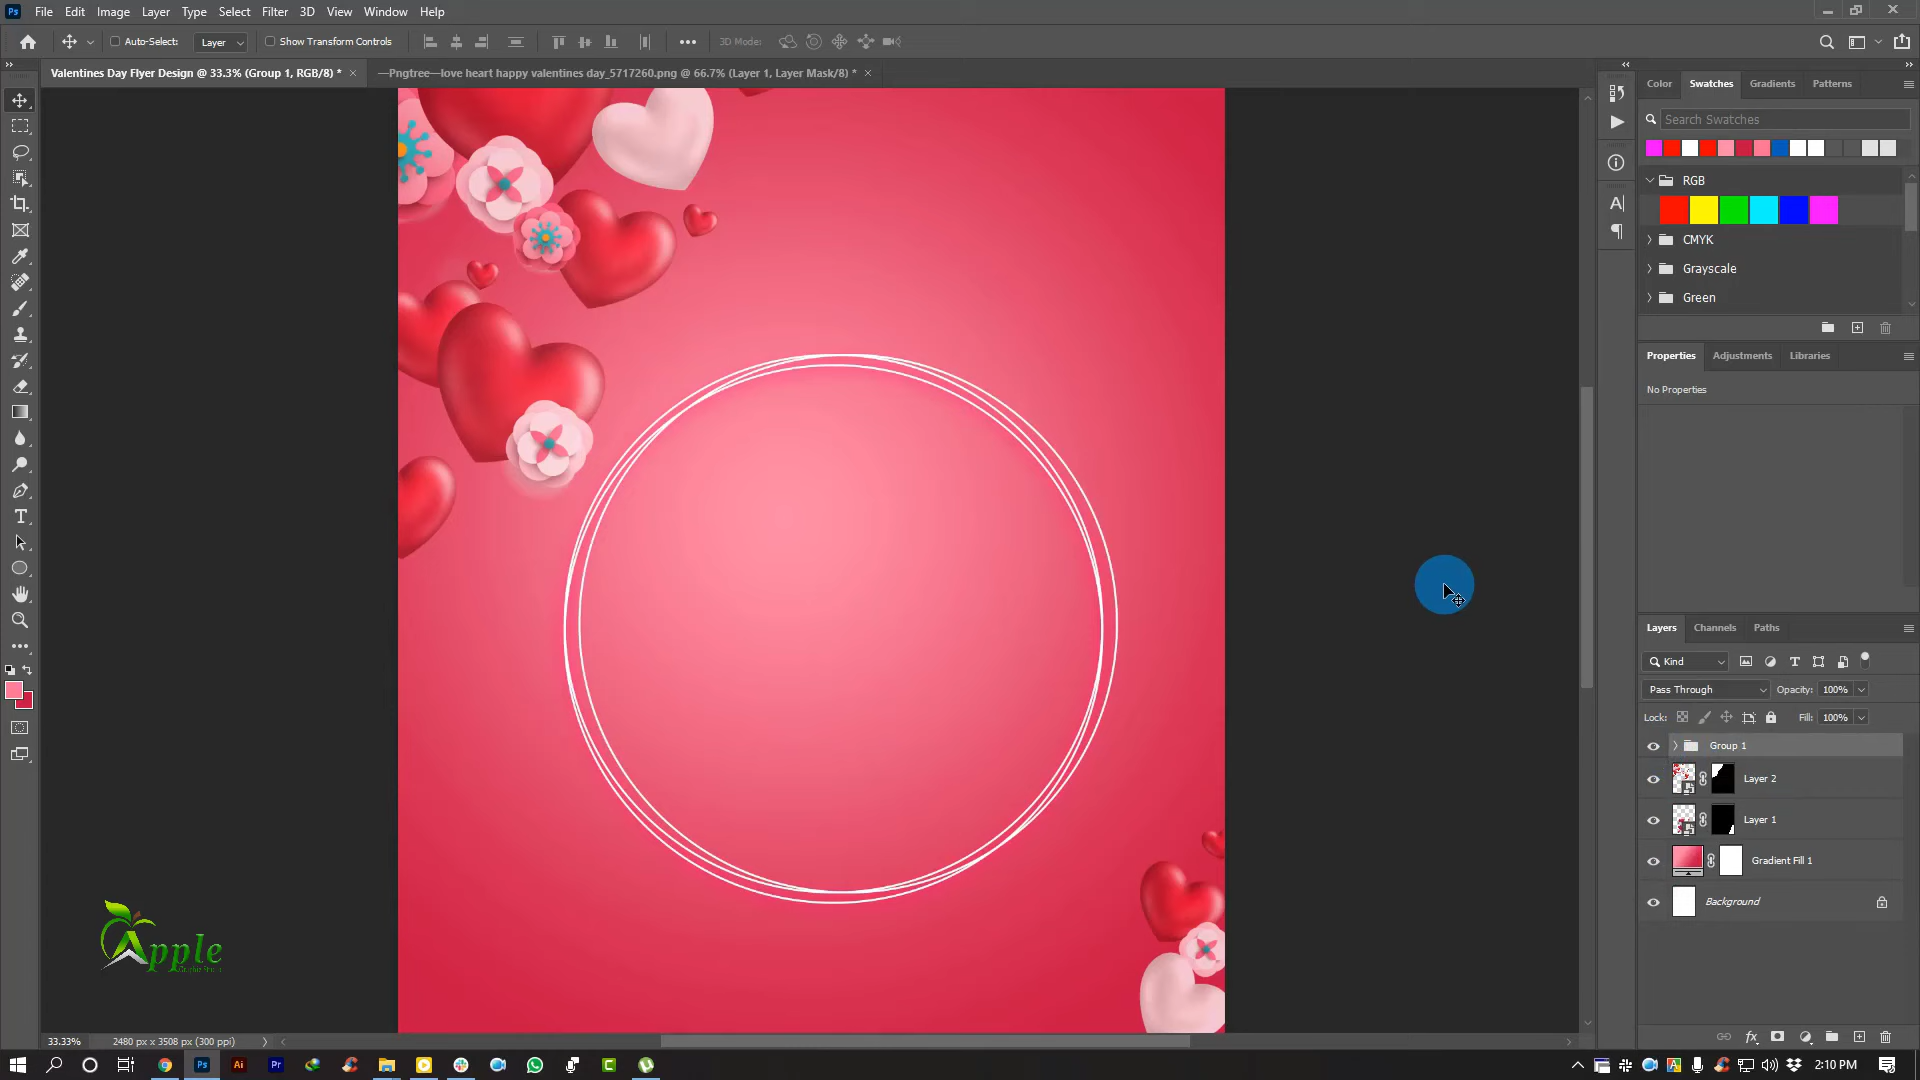 Ps File Edit Image Layer Type Select Filter 3D View Window Help
Auto-Select: Layer Show Transform Controls 3D Mode:
Valentines Day Flyer Design @ 33.3% (Group 1, RGB/8) * —Pngtree—love heart happy valentines day_5717260.png @ 66.7% (Layer 1, Layer Mask/8) *
Color Swatches Gradients Patterns
Search Swatches
RGB
CMYK
Grayscale
Green
Properties Adjustments Libraries
No Properties
Layers Channels Paths
Kind
Pass Through Opacity: 100%
Lock: Fill: 100%
Group 1
Layer 2
Layer 1
Gradient Fill 1
Background
Apple
33.33% 2480 px x 3508 px (300 ppi)
Ps Ai Pr 2:10 PM